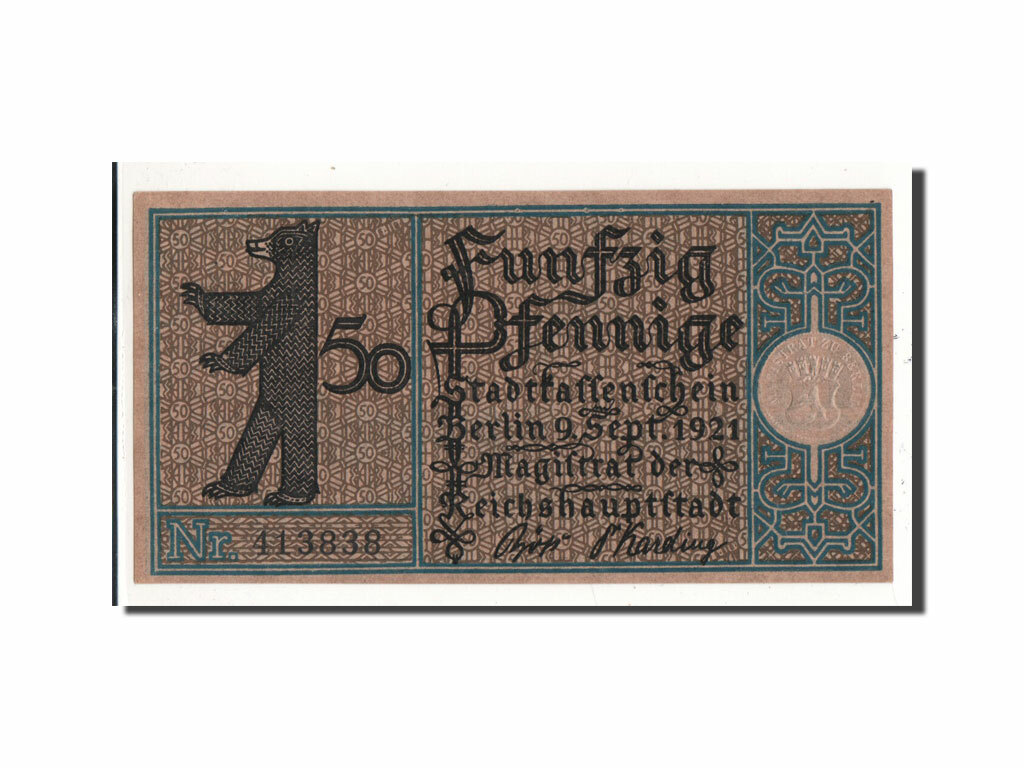 50
Funfzig
Pfennige
Stadtkassenschein
Berlin 9. Sept. 1921
Magistrat der
Reichshauptstadt
Nr. 413838